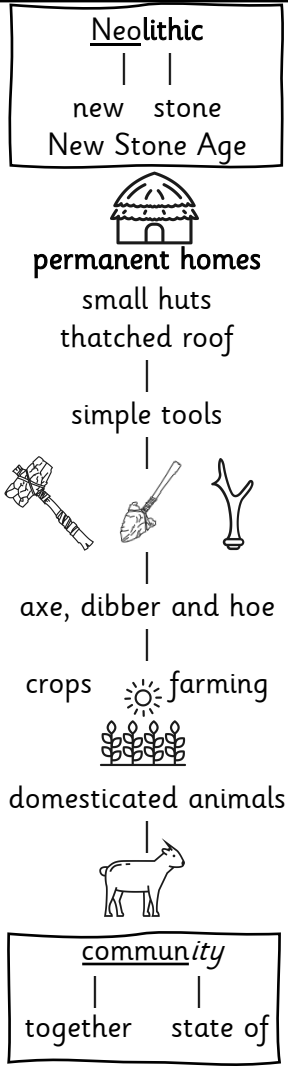 Neolithic
new stone
New Stone Age
permanent homes
small huts
thatched roof
simple tools
axe, dibber and hoe
crops farming
domesticated animals
community
together state of